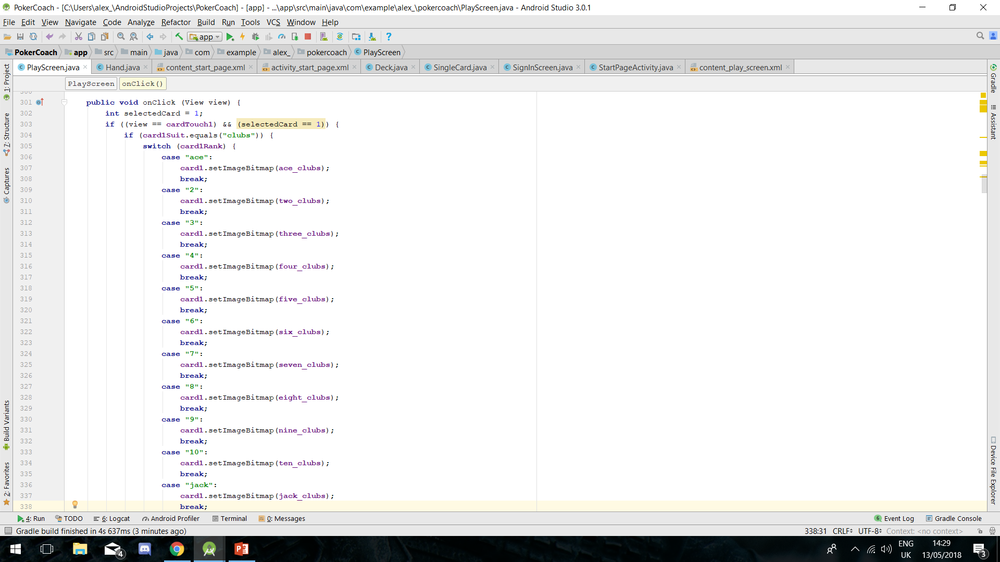 PokerCoach - [C:\Users\alex_\AndroidStudioProjects\PokerCoach] - [app] - ...\app\src\main\java\com\example\alex_\pokercoach\PlayScreen.java - Android Studio 3.0.1
File Edit View Navigate Code Analyze Refactor Build Run Tools VCS Window Help
app
PokerCoach app src main java com example alex_ pokercoach PlayScreen
PlayScreen.java Hand.java content_start_page.xml activity_start_page.xml Deck.java SingleCard.java SignInScreen.java StartPageActivity.java content_play_screen.xml
PlayScreen onClick()
300
301 public void onClick (View view) {
302 int selectedCard = 1;
303 if ((view == cardTouch1) && (selectedCard == 1)) {
304 if (card1Suit.equals("clubs")) {
305 switch (card1Rank) {
306 case "ace":
307 card1.setImageBitmap(ace_clubs);
308 break;
309 case "2":
310 card1.setImageBitmap(two_clubs);
311 break;
312 case "3":
313 card1.setImageBitmap(three_clubs);
314 break;
315 case "4":
316 card1.setImageBitmap(four_clubs);
317 break;
318 case "5":
319 card1.setImageBitmap(five_clubs);
320 break;
321 case "6":
322 card1.setImageBitmap(six_clubs);
323 break;
324 case "7":
325 card1.setImageBitmap(seven_clubs);
326 break;
327 case "8":
328 card1.setImageBitmap(eight_clubs);
329 break;
330 case "9":
331 card1.setImageBitmap(nine_clubs);
332 break;
333 case "10":
334 card1.setImageBitmap(ten_clubs);
335 break;
336 case "jack":
337 card1.setImageBitmap(jack_clubs);
338 break;
1: Project
7: Structure
Captures
Build Variants
2: Favorites
Gradle
Assistant
Device File Explorer
4: Run TODO 6: Logcat Android Profiler Terminal 0: Messages 6 Event Log Gradle Console
Gradle build finished in 4s 637ms (3 minutes ago) 338:31 CRLF UTF-8 Context: <no context>
4
ENG
UK
14:29
13/05/2018
3